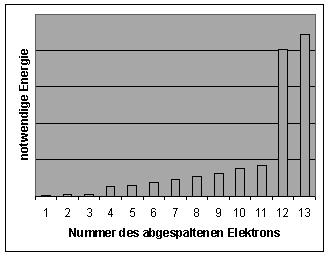 notwendige Energie
1 2 3 4 5 6 7 8 9 10 11 12 13
Nummer des abgespaltenen Elektrons